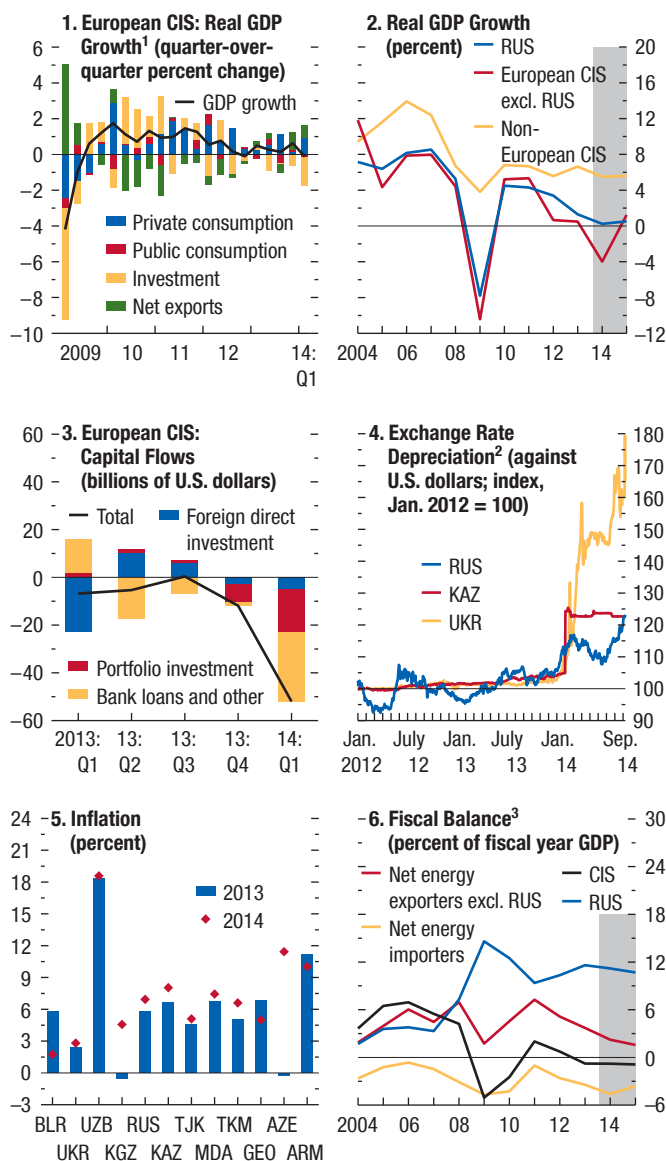 1. European CIS: Real GDP
Growth¹ (quarter-over-
quarter percent change)
GDP growth
Private consumption
Public consumption
Investment
Net exports
6
4
2
0
–2
–4
–6
–8
–10
2009
10
11
12
14:
Q1
2. Real GDP Growth
(percent)
RUS
European CIS
excl. RUS
Non-
European CIS
20
16
12
8
4
0
–4
–8
–12
2004
06
08
10
12
14
3. European CIS:
Capital Flows
(billions of U.S. dollars)
Total
Foreign direct
investment
Portfolio investment
Bank loans and other
60
40
20
0
–20
–40
–60
2013:
Q1
13:
Q2
13:
Q3
13:
Q4
14:
Q1
4. Exchange Rate
Depreciation² (against
U.S. dollars; index,
Jan. 2012 = 100)
RUS
KAZ
UKR
180
170
160
150
140
130
120
110
100
90
Jan.
2012
July
12
Jan.
13
July
13
Jan.
14
Sep.
14
5. Inflation
(percent)
2013
2014
24
21
18
15
12
9
6
3
0
–3
BLR
UKR
UZB
KGZ
RUS
KAZ
TJK
MDA
TKM
GEO
AZE
ARM
6. Fiscal Balance³
(percent of fiscal year GDP)
Net energy
exporters excl. RUS
Net energy
importers
CIS
RUS
30
24
18
12
6
0
–6
2004
06
08
10
12
14